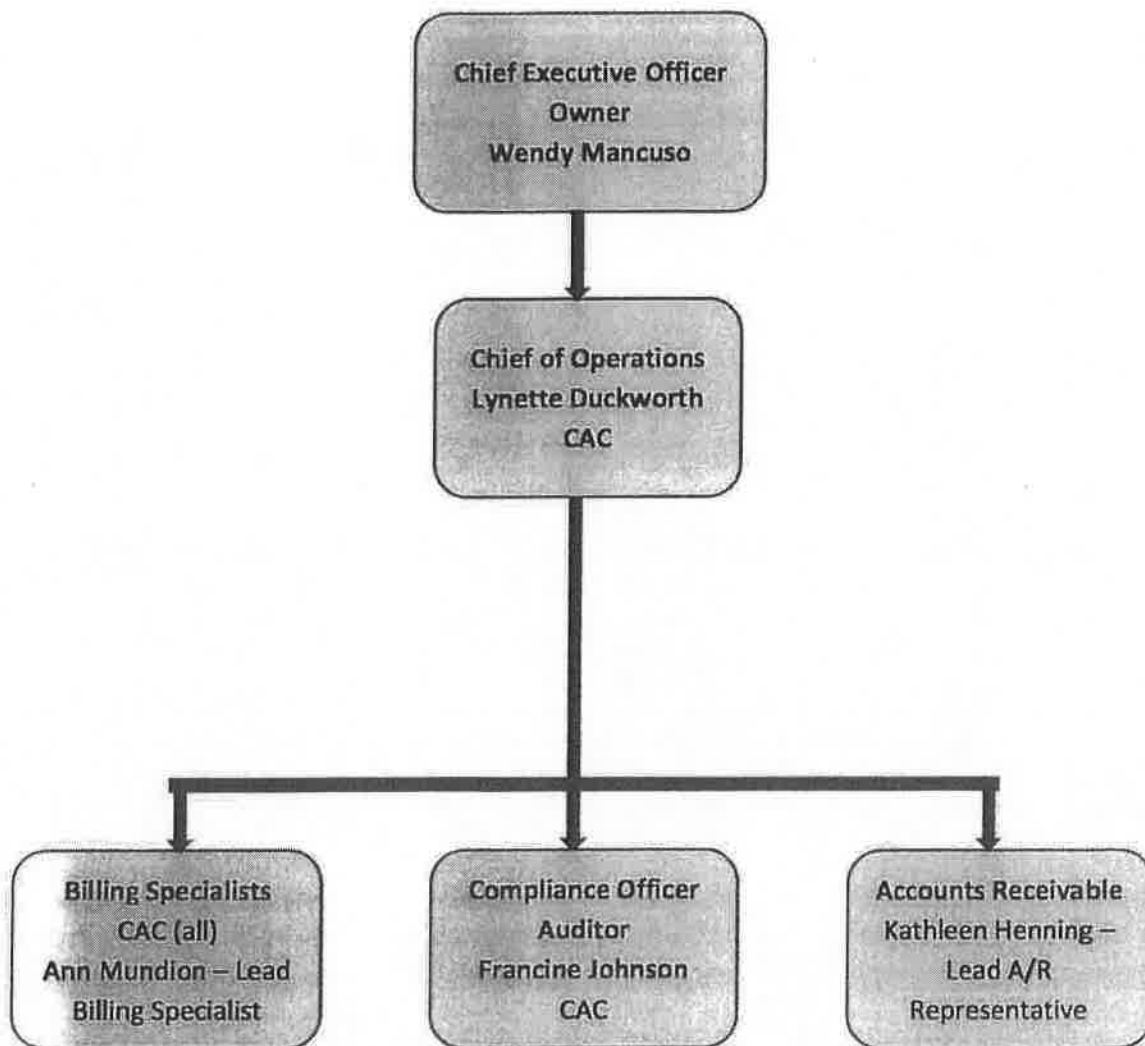 Chief Executive Officer
Owner
Wendy Mancuso
Chief of Operations
Lynette Duckworth
CAC
Billing Specialists
CAC (all)
Ann Mundion – Lead
Billing Specialist
Compliance Officer
Auditor
Francine Johnson
CAC
Accounts Receivable
Kathleen Henning –
Lead A/R
Representative